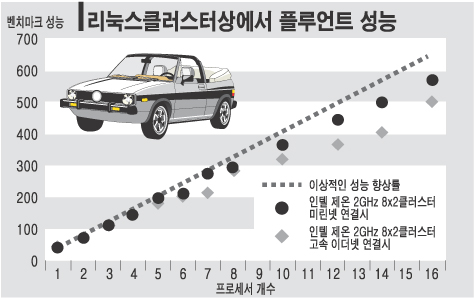 벤치마크 성능
리눅스클러스터상에서 플루언트 성능
700
600
500
400
300
200
100
0
이상적인 성능 향상률
인텔 제온 2GHz 8x2클러스터
미린넷 연결시
인텔 제온 2GHz 8x2클러스터
고속 이더넷 연결시
1 2 3 4 5 6 7 8 9 10 11 12 13 14 15 16
프로세서 개수